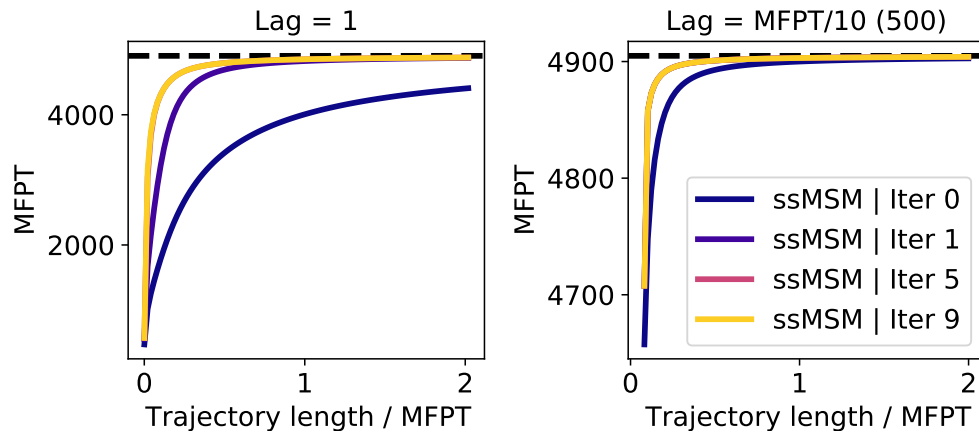 Lag = 1
MFPT
4000
2000
0
1
2
Trajectory length / MFPT
Lag = MFPT/10 (500)
MFPT
4900
4800
4700
0
1
2
Trajectory length / MFPT
ssMSM | Iter 0
ssMSM | Iter 1
ssMSM | Iter 5
ssMSM | Iter 9